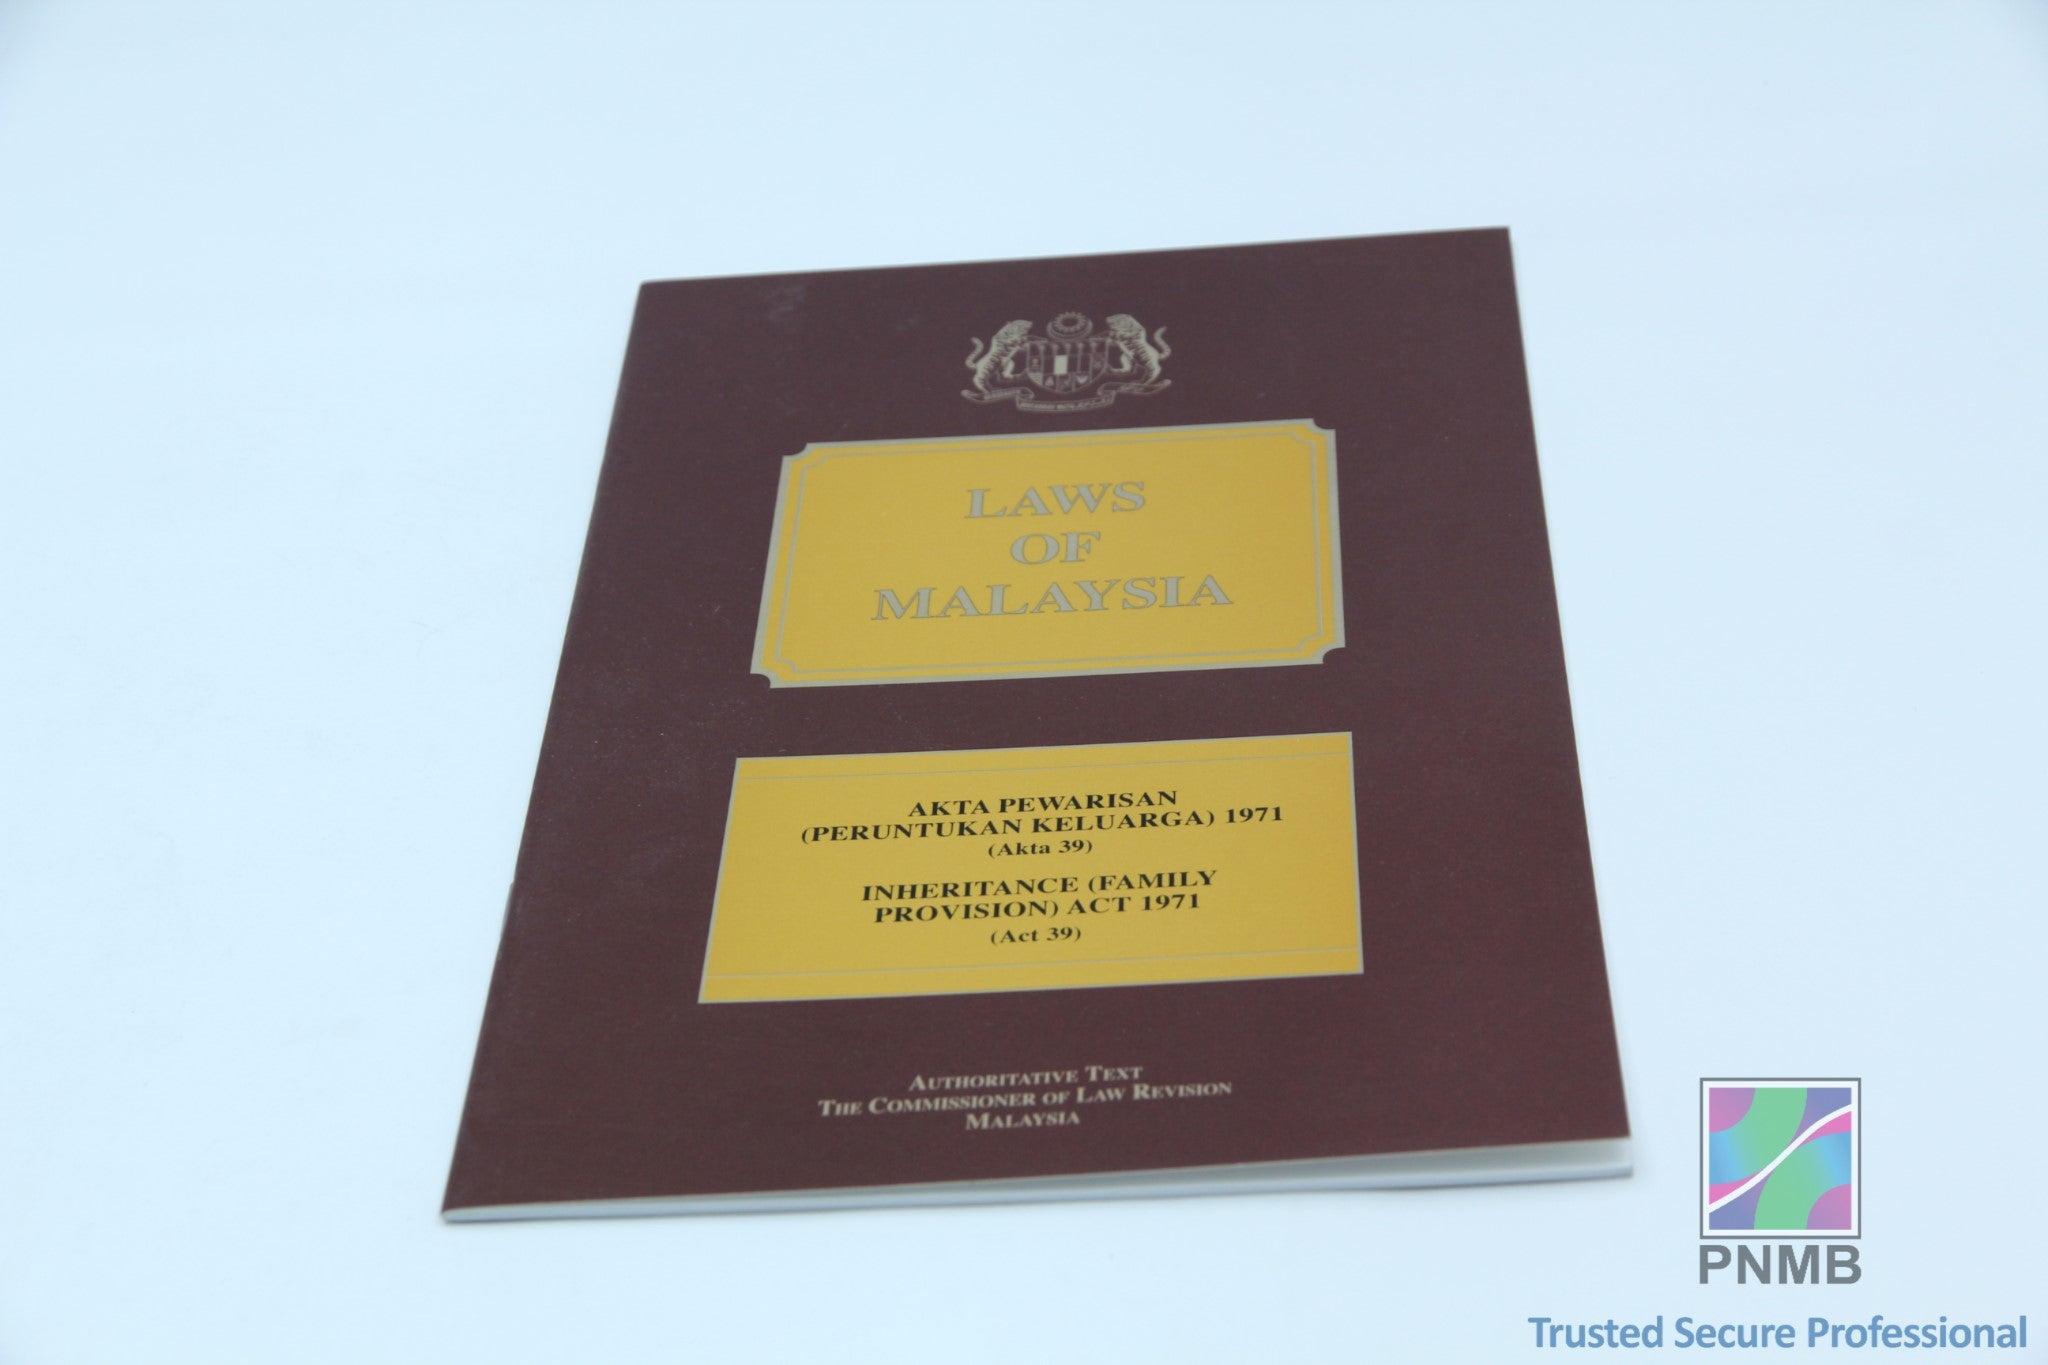 LAWS
OF
MALAYSIA
AKTA PEWARISAN
(PERUNTUKAN KELUARGA) 1971
(Akta 39)
INHERITANCE (FAMILY
PROVISION) ACT 1971
(Act 39)
AUTHORITATIVE TEXT
THE COMMISSIONER OF LAW REVISION
MALAYSIA
PNMB
Trusted Secure Professional